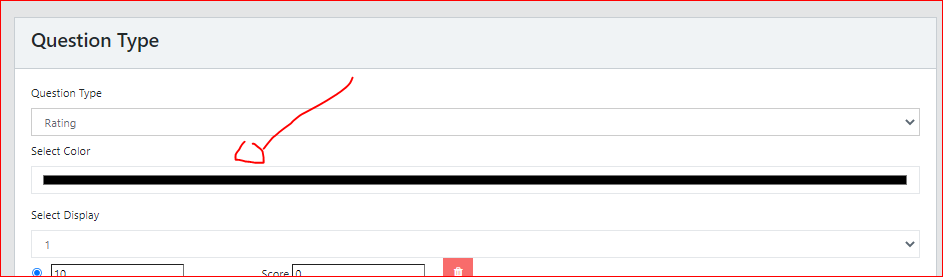 Question Type
Question Type
Rating
Select Color
Select Display
1
10 Score 0